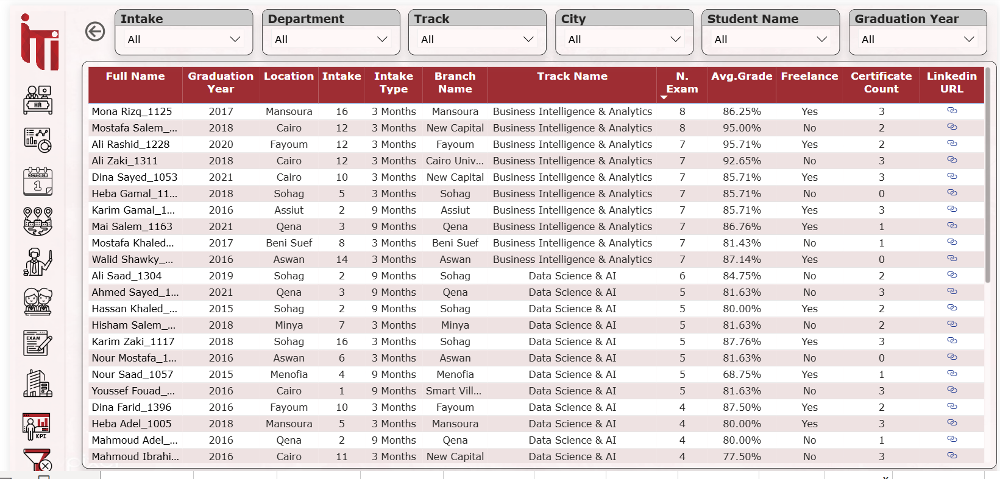 iTi
Intake Department Track City Student Name Graduation Year
All All All All All All
Full Name Graduation Year Location Intake Intake Type Branch Name Track Name N. Exam Avg.Grade Freelance Certificate Count Linkedin URL
Mona Rizq_1125 2017 Mansoura 16 3 Months Mansoura Business Intelligence & Analytics 8 86.25% Yes 3
Mostafa Salem_... 2018 Cairo 12 3 Months New Capital Business Intelligence & Analytics 8 95.00% No 2
Ali Rashid_1228 2020 Fayoum 12 3 Months Fayoum Business Intelligence & Analytics 7 95.71% Yes 2
Ali Zaki_1311 2018 Cairo 12 3 Months Cairo Univ... Business Intelligence & Analytics 7 92.65% No 3
Dina Sayed_1053 2021 Cairo 10 3 Months New Capital Business Intelligence & Analytics 7 85.71% Yes 3
Heba Gamal_11... 2018 Sohag 5 3 Months Sohag Business Intelligence & Analytics 7 85.71% No 0
Karim Gamal_1... 2016 Assiut 2 9 Months Assiut Business Intelligence & Analytics 7 85.71% Yes 3
Mai Salem_1163 2021 Qena 3 9 Months Qena Business Intelligence & Analytics 7 86.76% Yes 1
Mostafa Khaled... 2017 Beni Suef 8 3 Months Beni Suef Business Intelligence & Analytics 7 81.43% No 1
Walid Shawky_... 2016 Aswan 14 3 Months Aswan Business Intelligence & Analytics 7 87.14% Yes 0
Ali Saad_1304 2019 Sohag 2 9 Months Sohag Data Science & AI 6 84.75% No 2
Ahmed Sayed_1... 2021 Qena 3 9 Months Qena Data Science & AI 5 81.63% No 3
Hassan Khaled_... 2015 Sohag 2 9 Months Sohag Data Science & AI 5 80.00% Yes 2
Hisham Salem_... 2018 Minya 7 3 Months Minya Data Science & AI 5 81.63% No 2
Karim Zaki_1117 2018 Sohag 16 3 Months Sohag Data Science & AI 5 87.76% Yes 3
Nour Mostafa_1... 2016 Aswan 6 3 Months Aswan Data Science & AI 5 81.63% No 0
Nour Saad_1057 2015 Menofia 4 9 Months Menofia Data Science & AI 5 68.75% Yes 1
Youssef Fouad_... 2016 Cairo 1 9 Months Smart Vill... Data Science & AI 5 81.63% No 3
Dina Farid_1396 2016 Fayoum 10 3 Months Fayoum Data Science & AI 4 87.50% Yes 2
Heba Adel_1005 2018 Mansoura 5 3 Months Mansoura Data Science & AI 4 80.00% Yes 3
Mahmoud Adel_... 2016 Qena 2 9 Months Qena Data Science & AI 4 80.00% No 1
Mahmoud Ibrahi... 2016 Cairo 11 3 Months New Capital Data Science & AI 4 77.50% No 3
HR
OCTOBER
1
EXAM
KPI